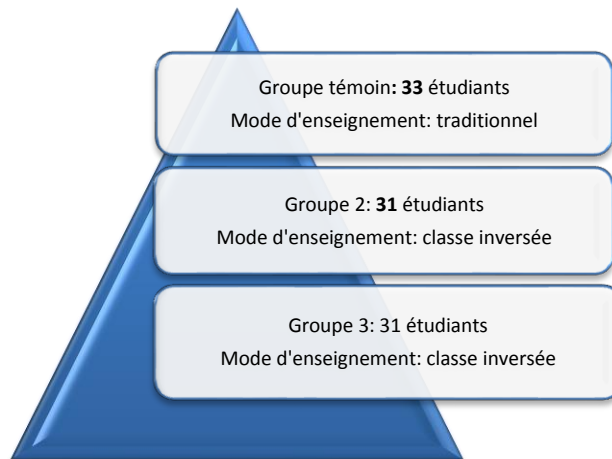 Groupe témoin: 33 étudiants
Mode d'enseignement: traditionnel
Groupe 2: 31 étudiants
Mode d'enseignement: classe inversée
Groupe 3: 31 étudiants
Mode d'enseignement: classe inversée